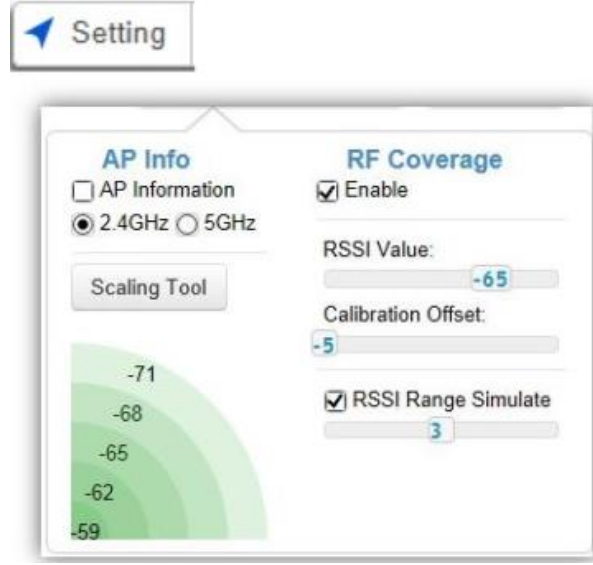 Setting
AP Info
AP Information
2.4GHz 5GHz
Scaling Tool
-71
-68
-65
-62
-59
RF Coverage
Enable
RSSI Value:
-65
Calibration Offset:
-5
RSSI Range Simulate
3